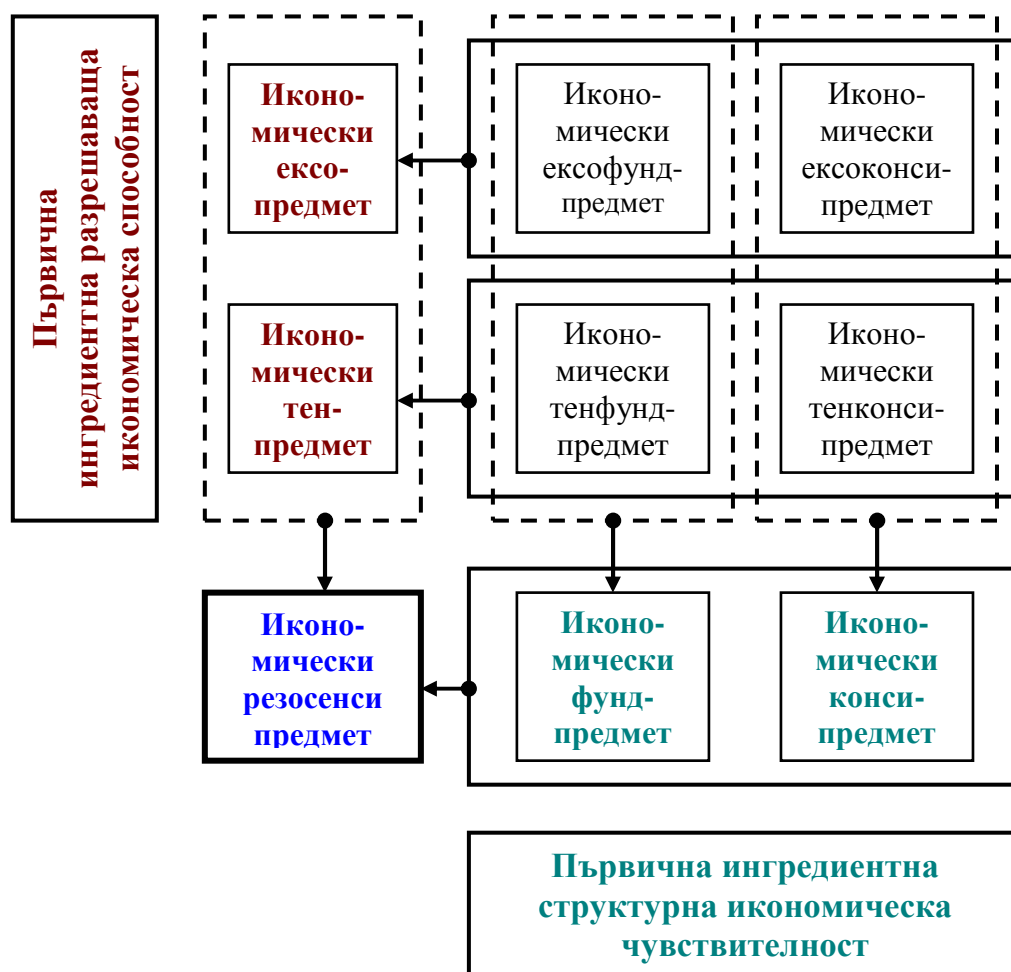 Първична
ингредиентна разрешаваща
икономическа способност
Иконо-
мически
ексо-
предмет
Иконо-
мически
ексофунд-
предмет
Иконо-
мически
ексоконси-
предмет
Иконо-
мически
тен-
предмет
Иконо-
мически
тенфунд-
предмет
Иконо-
мически
тенконси-
предмет
Иконо-
мически
резосенси
предмет
Иконо-
мически
фунд-
предмет
Иконо-
мически
конси-
предмет
Първична ингредиентна
структурна икономическа
чувствителност